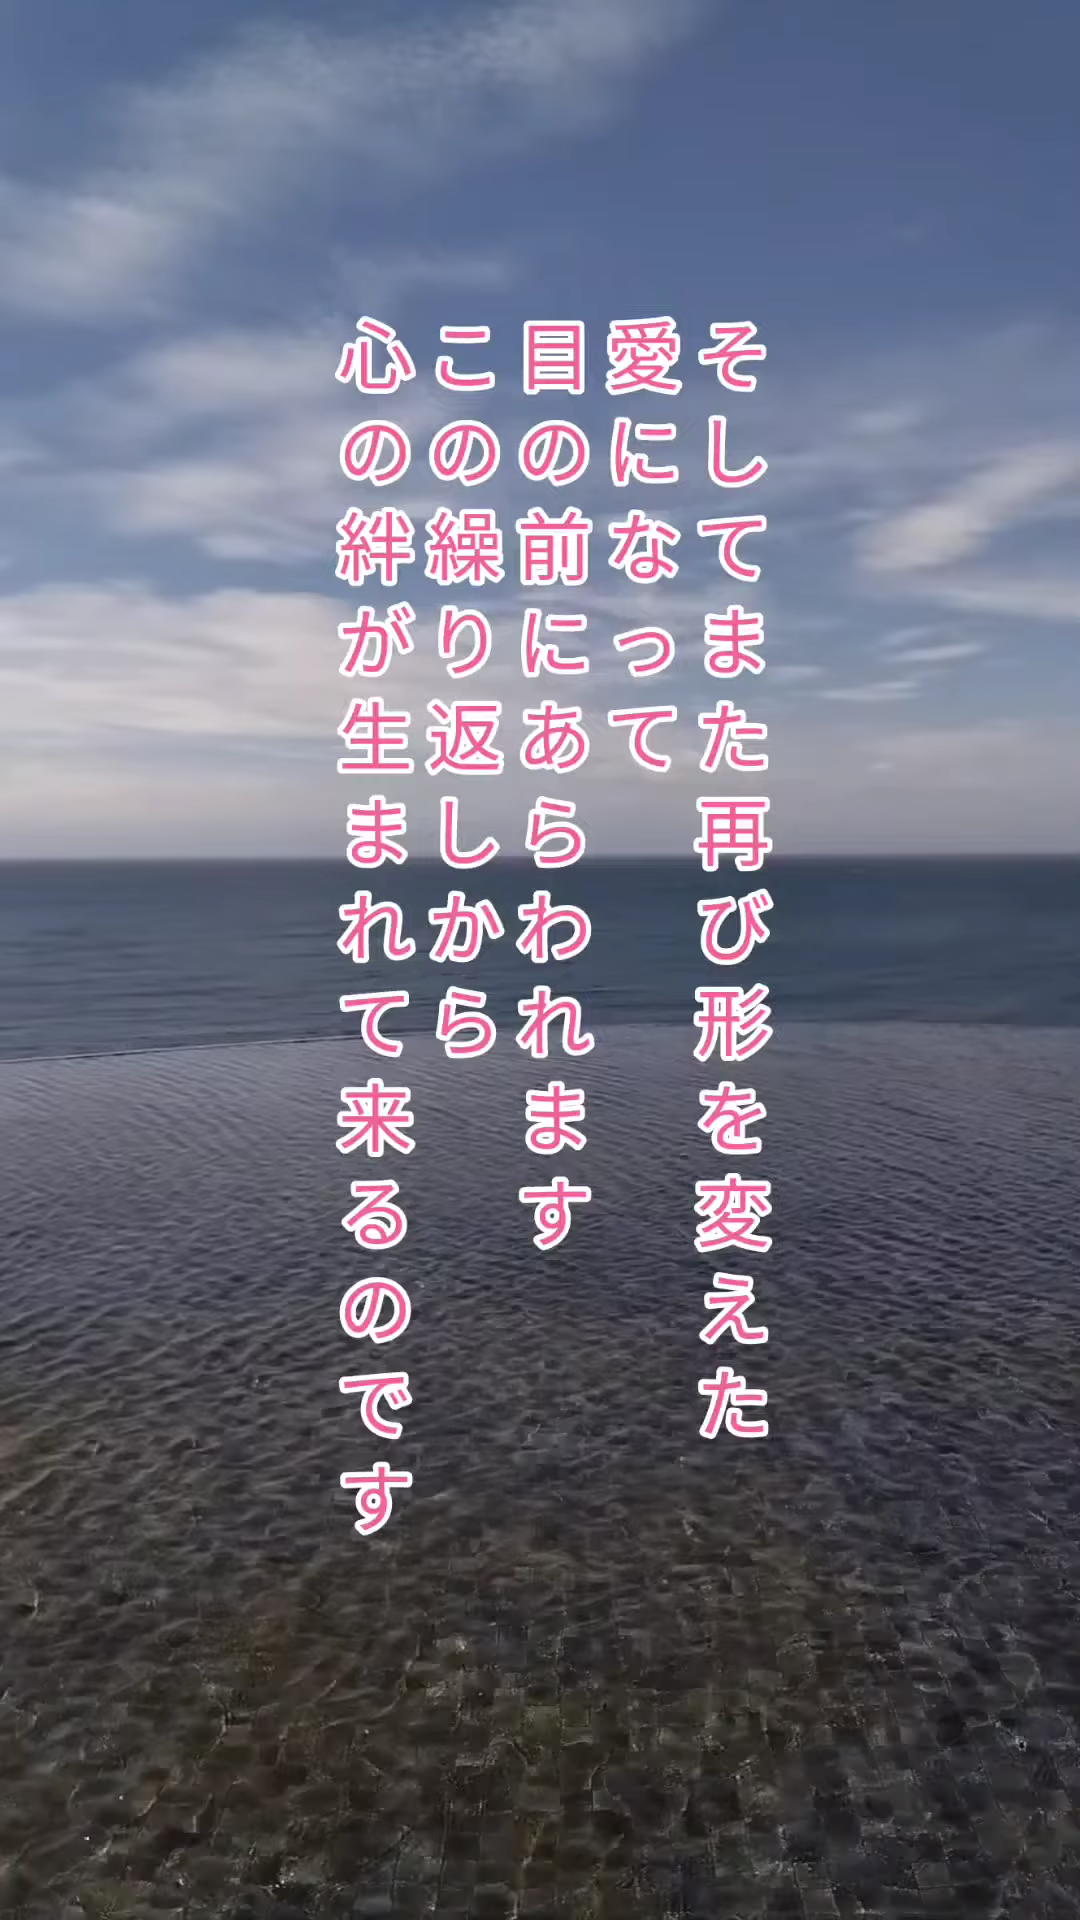 そしてまた再び形を変えた
愛になって
目の前にあらわれます
この繰り返しから
心の絆が生まれて来るのです